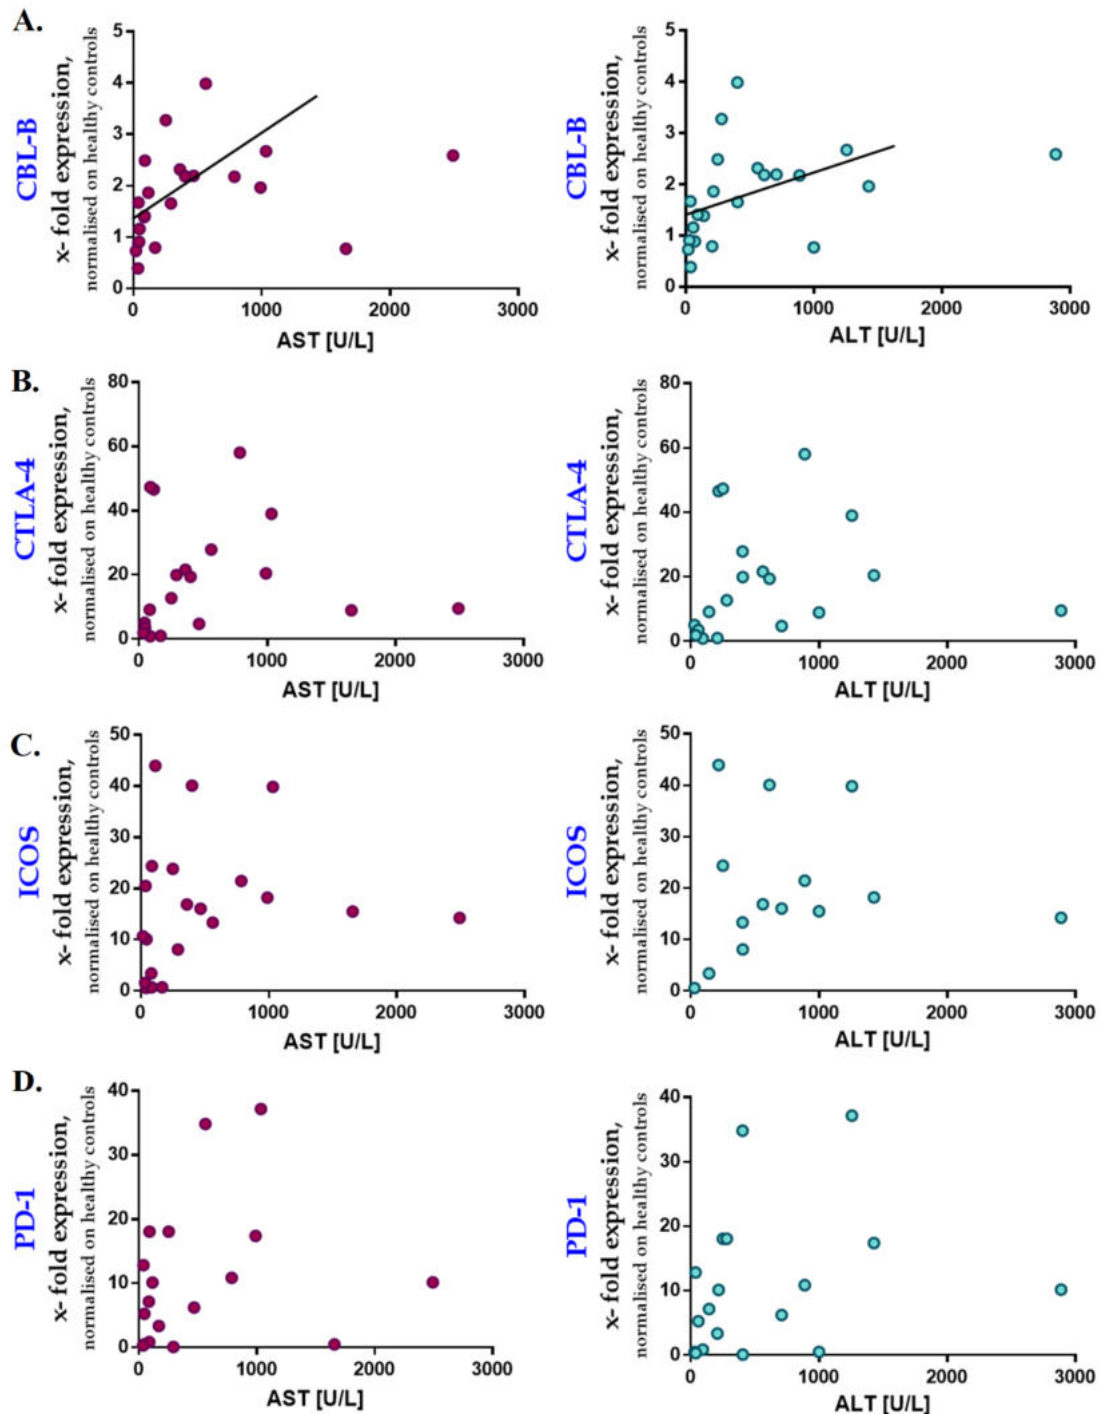 A.
CBL-B
x- fold expression,
normalised on healthy controls
5
4
3
2
1
0
0 1000 2000 3000
AST [U/L]
CBL-B
x- fold expression,
normalised on healthy controls
5
4
3
2
1
0
0 1000 2000 3000
ALT [U/L]
B.
CTLA-4
x- fold expression,
normalised on healthy controls
80
60
40
20
0
0 1000 2000 3000
AST [U/L]
CTLA-4
x- fold expression,
normalised on healthy controls
80
60
40
20
0
0 1000 2000 3000
ALT [U/L]
C.
ICOS
x- fold expression,
normalised on healthy controls
50
40
30
20
10
0
0 1000 2000 3000
AST [U/L]
ICOS
x- fold expression,
normalised on healthy controls
50
40
30
20
10
0
0 1000 2000 3000
ALT [U/L]
D.
PD-1
x- fold expression,
normalised on healthy controls
40
30
20
10
0
0 1000 2000 3000
AST [U/L]
PD-1
x- fold expression,
normalised on healthy controls
40
30
20
10
0
0 1000 2000 3000
ALT [U/L]